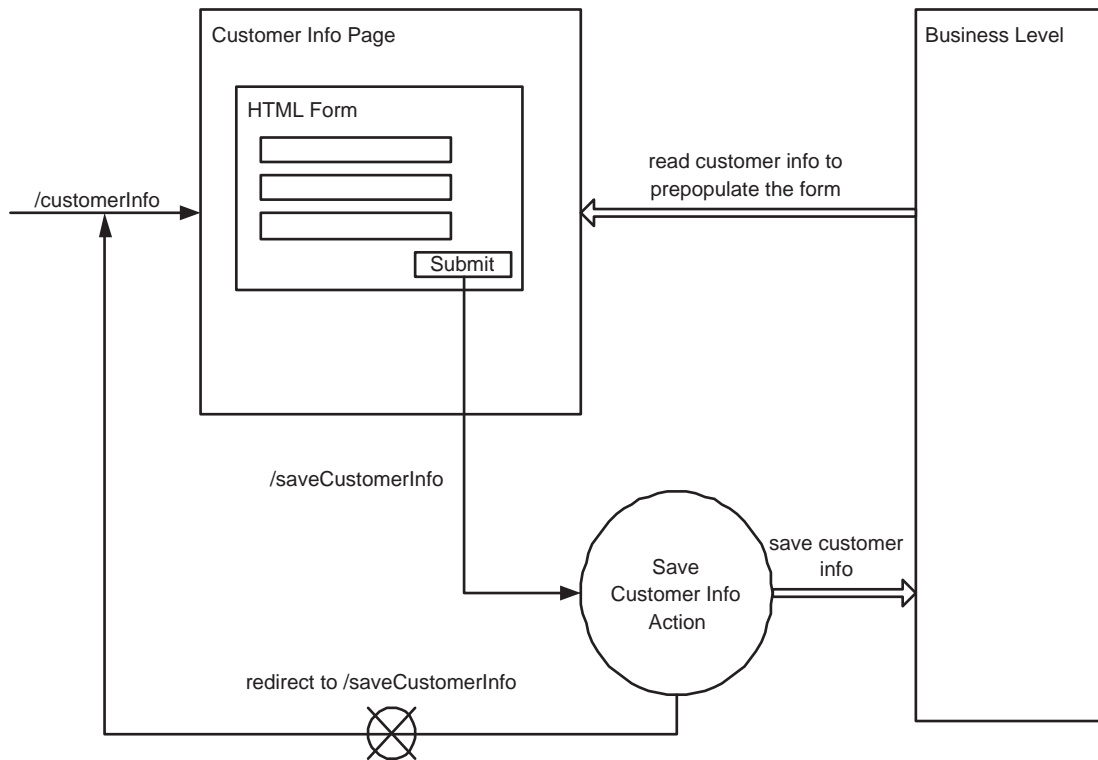 Customer Info Page
Business Level
HTML Form
read customer info to
prepopulate the form
/customerInfo
Submit
/saveCustomerInfo
save customer
info
Save
Customer Info
Action
redirect to /saveCustomerInfo